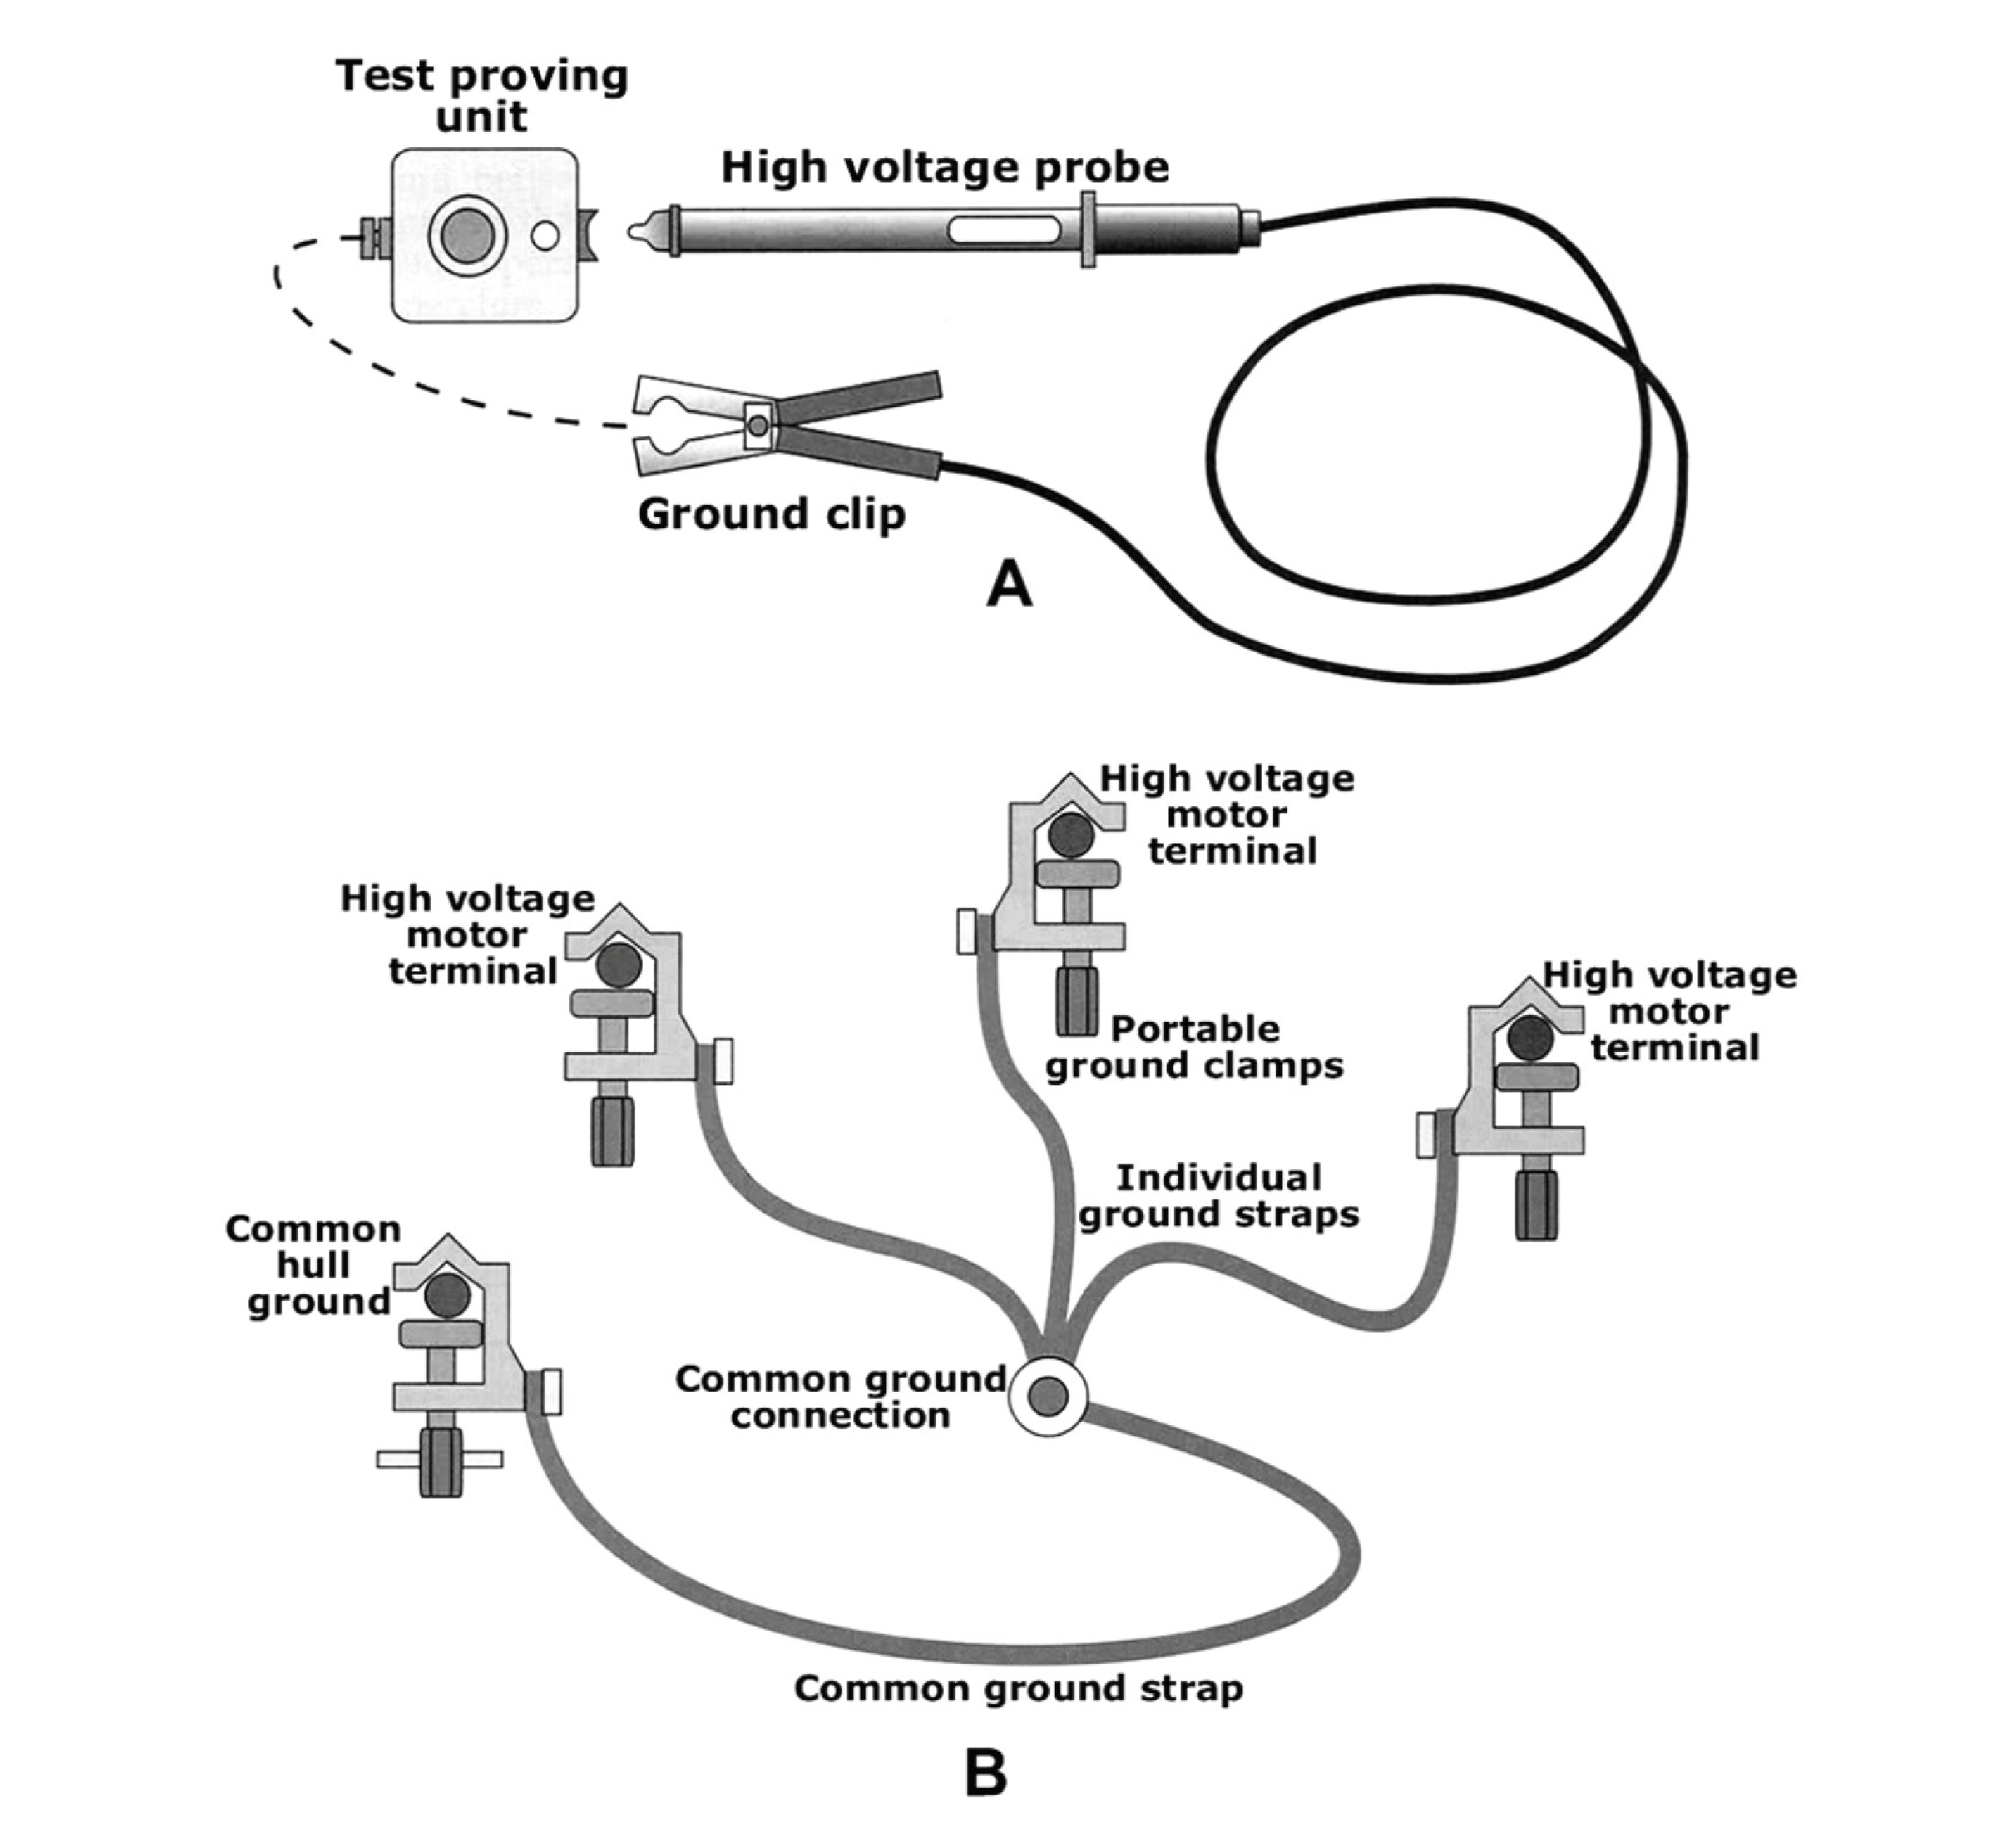 Test proving
unit
High voltage probe
Ground clip
A
High voltage
motor
terminal
High voltage
motor
terminal
High voltage
motor
terminal
Portable
ground clamps
Individual
ground straps
Common
hull
ground
Common ground
connection
Common ground strap
B